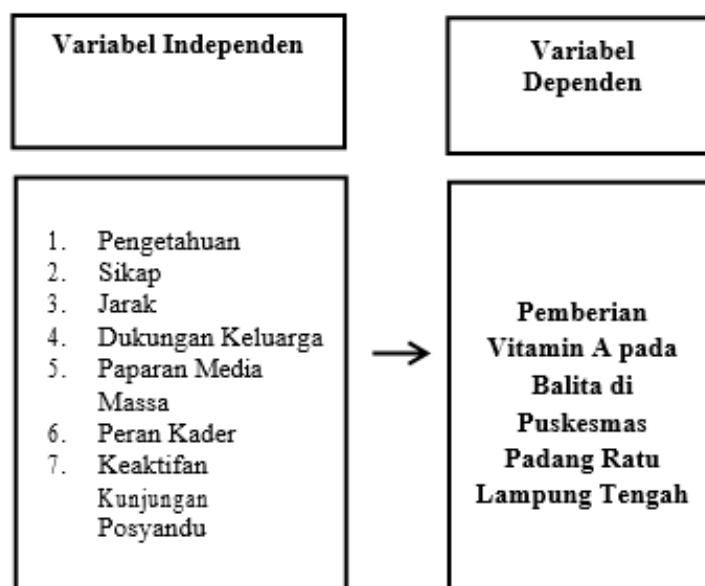 Variabel Independen
Variabel
Dependen
1. Pengetahuan
2. Sikap
3. Jarak
4. Dukungan Keluarga
5. Paparan Media
Massa
6. Peran Kader
7. Keaktifan
Kunjungan
Posyandu
Pemberian
Vitamin A pada
Balita di
Puskesmas
Padang Ratu
Lampung Tengah